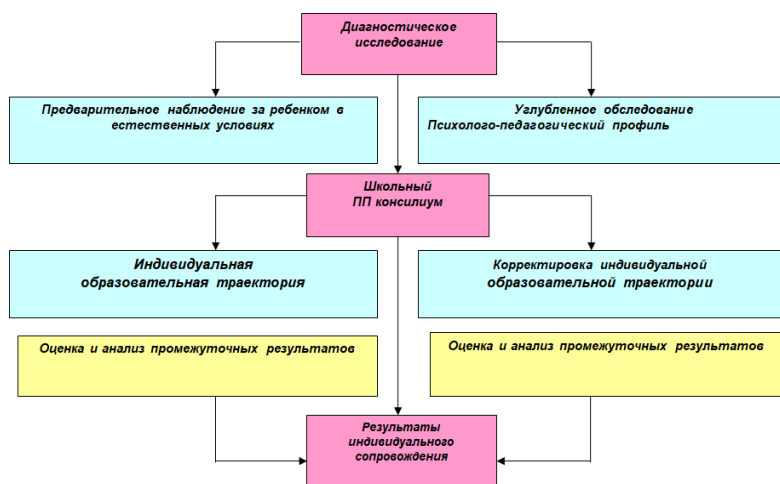 Диагностическое
исследование
Предварительное наблюдение за ребенком в
естественных условиях
Углубленное обследование
Психолого-педагогический профиль
Школьный
ПП консилиум
Индивидуальная
образовательная траектория
Корректировка индивидуальной
образовательной траектории
Оценка и анализ промежуточных результатов
Оценка и анализ промежуточных результатов
Результаты
индивидуального
сопровождения